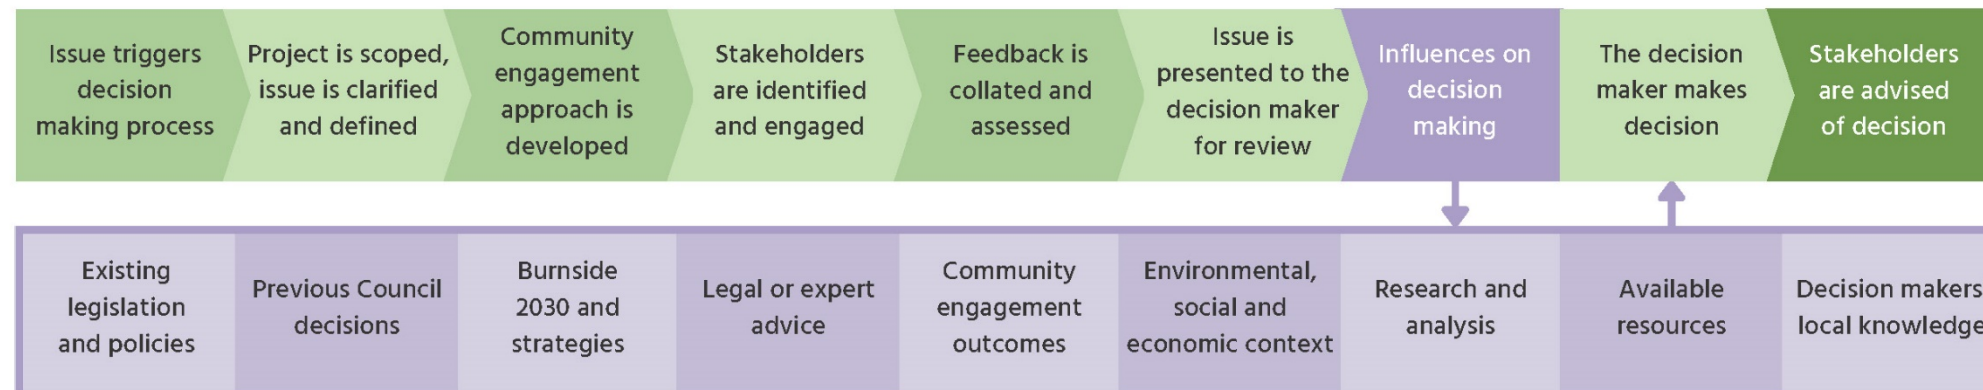 Issue triggers
decision
making process
Project is scoped,
issue is clarified
and defined
Community
engagement
approach is
developed
Stakeholders
are identified
and engaged
Feedback is
collated and
assessed
Issue is
presented to the
decision maker
for review
Influences on
decision
making
The decision
maker makes
decision
Stakeholders
are advised
of decision
Existing
legislation
and policies
Previous Council
decisions
Burnside
2030 and
strategies
Legal or expert
advice
Community
engagement
outcomes
Environmental,
social and
economic context
Research and
analysis
Available
resources
Decision makers
local knowledge